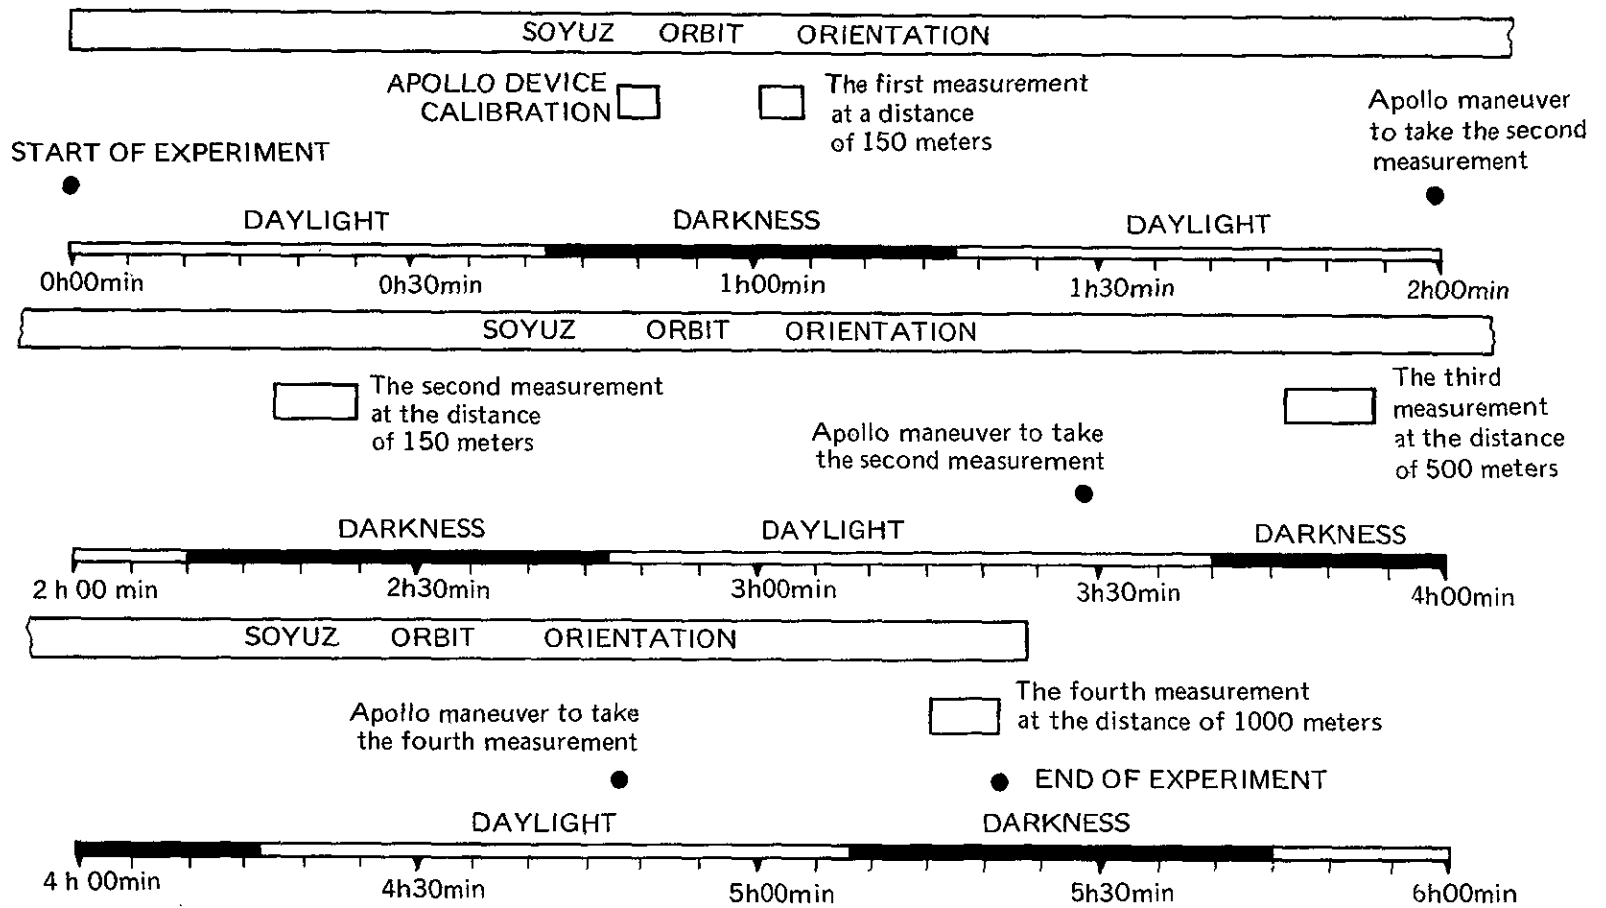 SOYUZ ORBIT ORIENTATION
APOLLO DEVICE
CALIBRATION
The first measurement
at a distance
of 150 meters
Apollo maneuver
to take the second
measurement
START OF EXPERIMENT
DAYLIGHT DARKNESS DAYLIGHT
0h00min 0h30min 1h00min 1h30min 2h00min
SOYUZ ORBIT ORIENTATION
The second measurement
at the distance
of 150 meters
The third
measurement
at the distance
of 500 meters
Apollo maneuver to take
the second measurement
DARKNESS DAYLIGHT DARKNESS
2 h 00 min 2h30min 3h00min 3h30min 4h00min
SOYUZ ORBIT ORIENTATION
The fourth measurement
at the distance of 1000 meters
Apollo maneuver to take
the fourth measurement
END OF EXPERIMENT
DAYLIGHT DARKNESS
4 h 00min 4h30min 5h00min 5h30min 6h00min